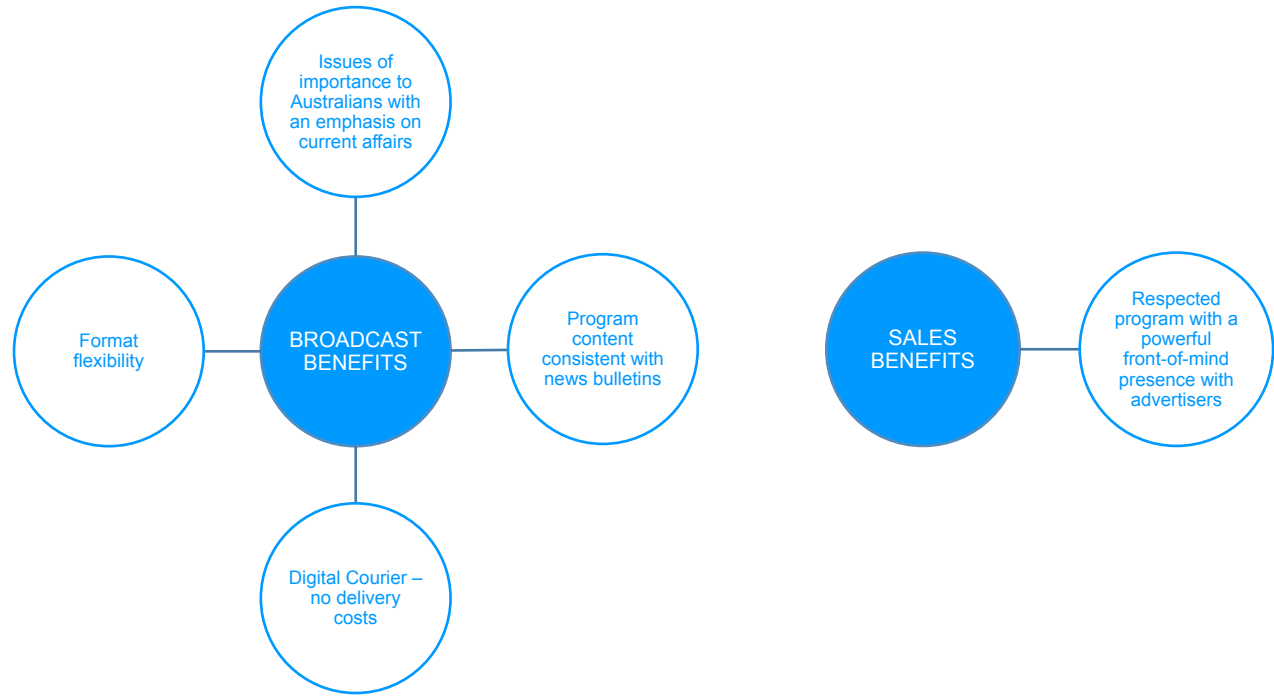 Issues of
importance to
Australians with
an emphasis on
current affairs
Format
flexibility
BROADCAST
BENEFITS
Program
content
consistent with
news bulletins
Digital Courier –
no delivery
costs
SALES
BENEFITS
Respected
program with a
powerful
front-of-mind
presence with
advertisers